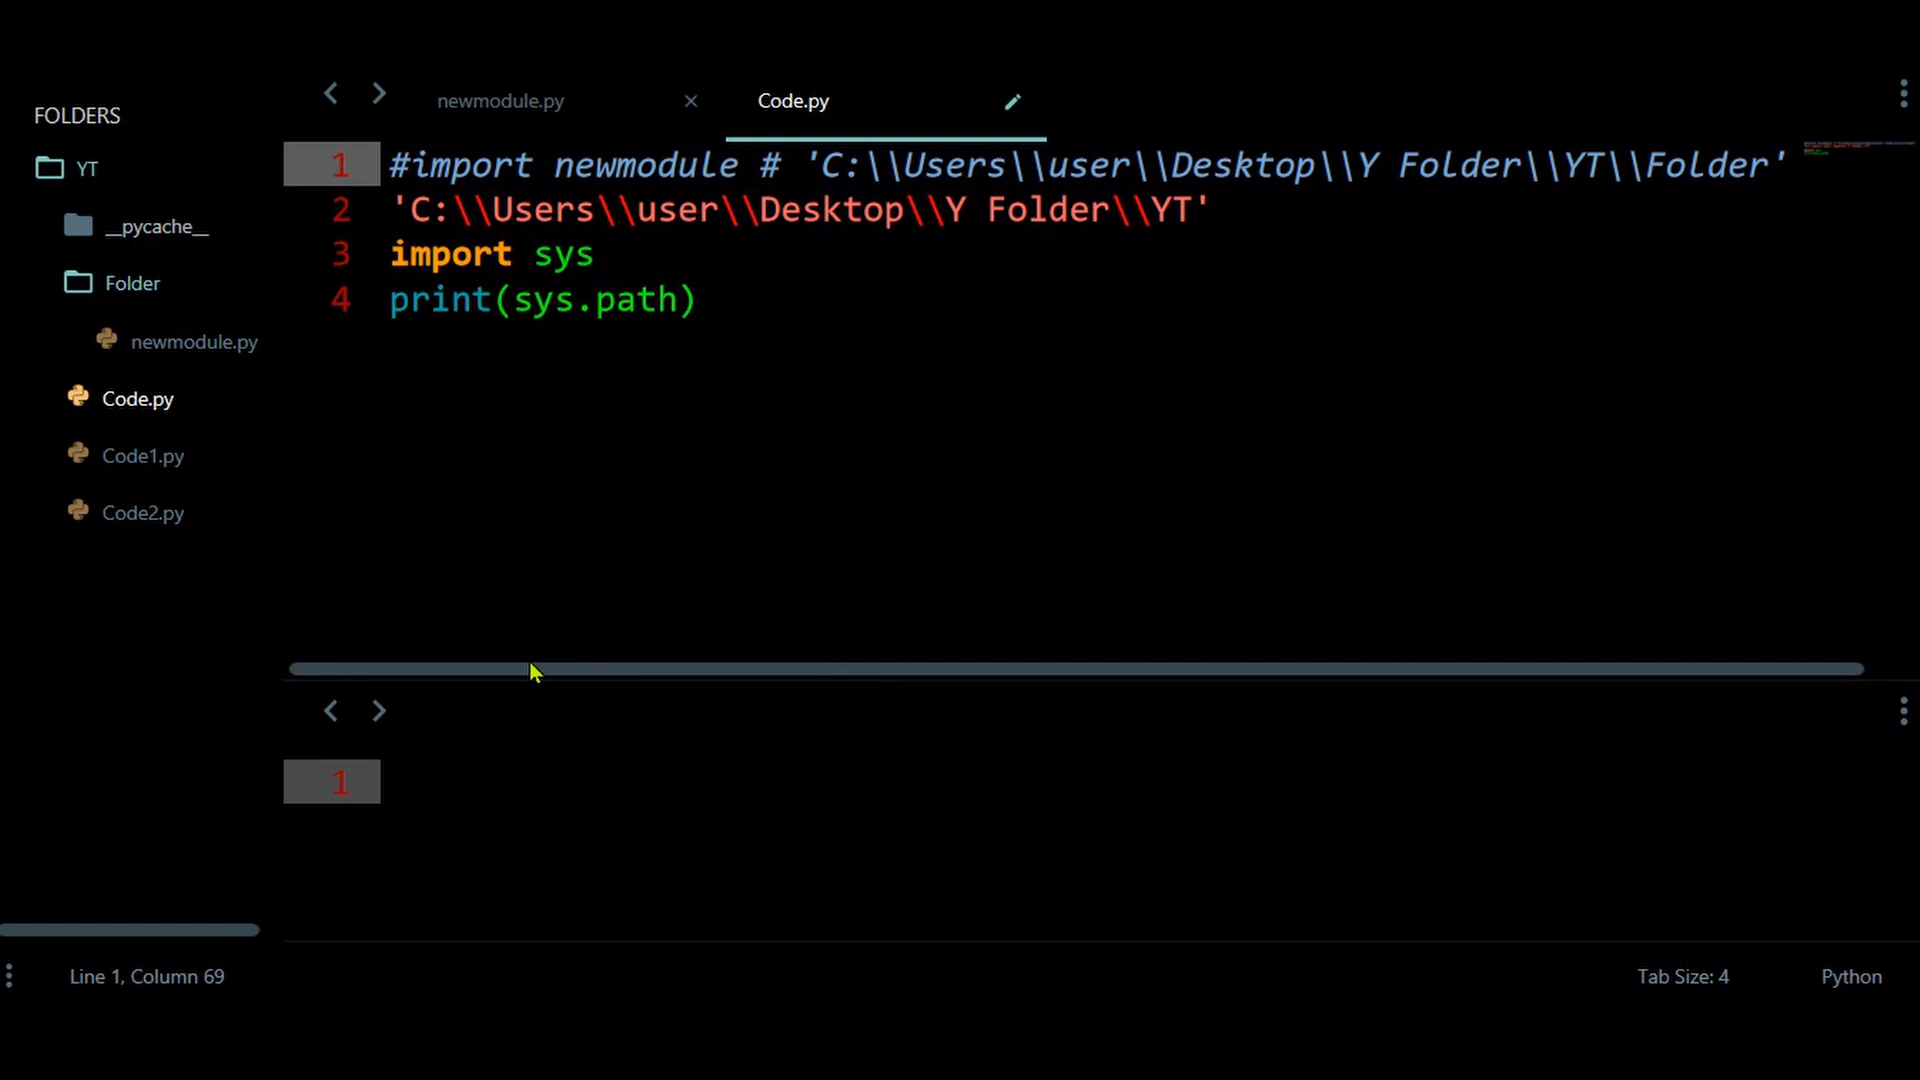 FOLDERS
YT
__pycache__
Folder
newmodule.py
Code.py
Code1.py
Code2.py
newmodule.py
Code.py
1 #import newmodule # 'C:\\Users\\user\\Desktop\\Y Folder\\YT\\Folder'
2 'C:\\Users\\user\\Desktop\\Y Folder\\YT'
3 import sys
4 print(sys.path)
1
Line 1, Column 69
Tab Size: 4
Python